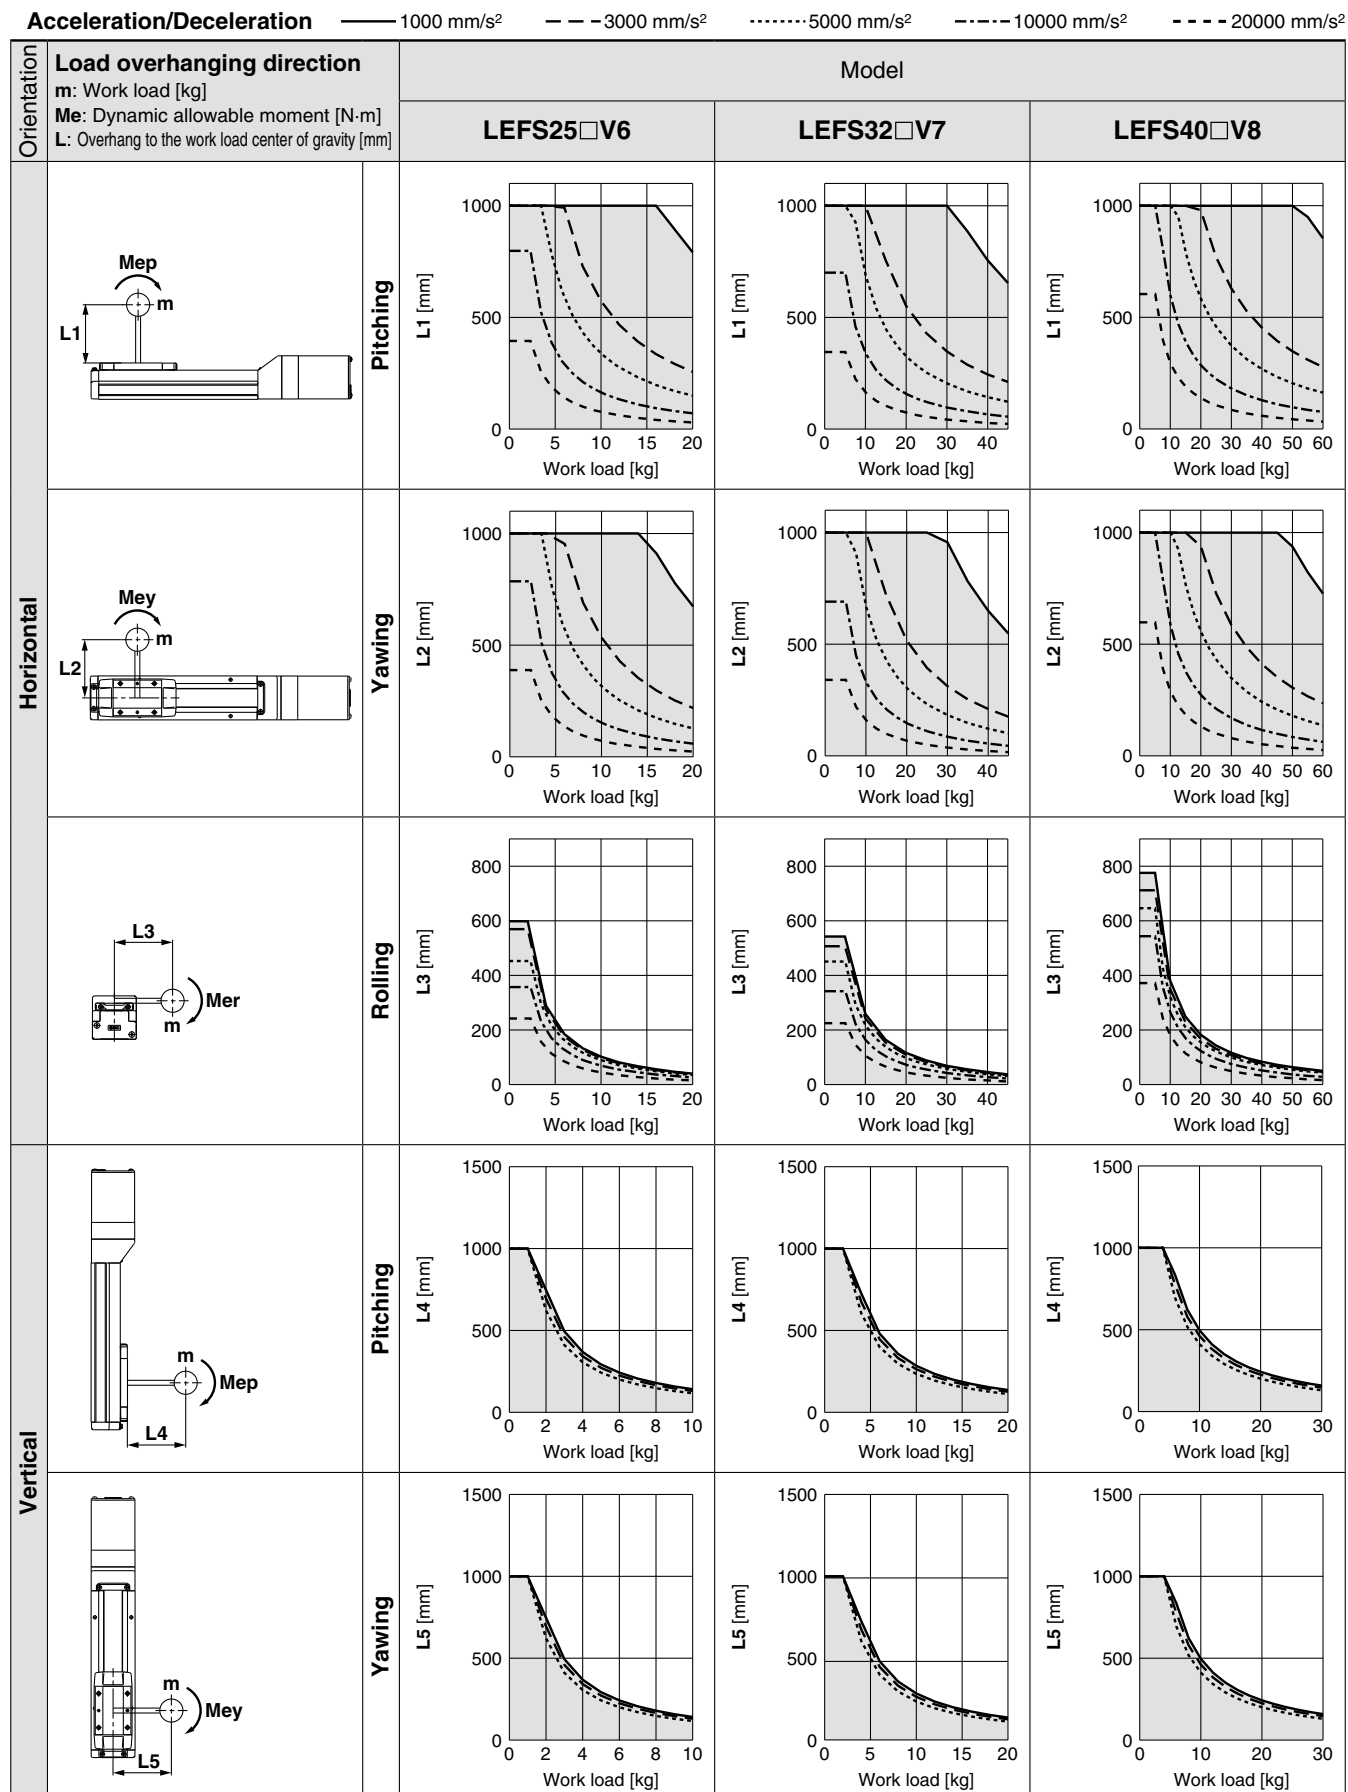 Acceleration/Deceleration 1000 mm/s² 3000 mm/s² 5000 mm/s² 10000 mm/s² 20000 mm/s²
Orientation
Load overhanging direction
m: Work load [kg]
Me: Dynamic allowable moment [N·m]
L: Overhang to the work load center of gravity [mm]
Model
LEFS25□V6 LEFS32□V7 LEFS40□V8
Horizontal
Mep
m
L1
Pitching
L1 [mm]
1000
500
0
0 5 10 15 20
Work load [kg]
L1 [mm]
1000
500
0
0 10 20 30 40
Work load [kg]
L1 [mm]
1000
500
0
0 10 20 30 40 50 60
Work load [kg]
Mey
m
L2
Yawing
L2 [mm]
1000
500
0
0 5 10 15 20
Work load [kg]
L2 [mm]
1000
500
0
0 10 20 30 40
Work load [kg]
L2 [mm]
1000
500
0
0 10 20 30 40 50 60
Work load [kg]
L3
Mer
m
Rolling
L3 [mm]
800
600
400
200
0
0 5 10 15 20
Work load [kg]
L3 [mm]
800
600
400
200
0
0 10 20 30 40
Work load [kg]
L3 [mm]
800
600
400
200
0
0 10 20 30 40 50 60
Work load [kg]
Vertical
m
Mep
L4
Pitching
L4 [mm]
1500
1000
500
0
0 2 4 6 8 10
Work load [kg]
L4 [mm]
1500
1000
500
0
0 5 10 15 20
Work load [kg]
L4 [mm]
1500
1000
500
0
0 10 20 30
Work load [kg]
m
Mey
L5
Yawing
L5 [mm]
1500
1000
500
0
0 2 4 6 8 10
Work load [kg]
L5 [mm]
1500
1000
500
0
0 5 10 15 20
Work load [kg]
L5 [mm]
1500
1000
500
0
0 10 20 30
Work load [kg]